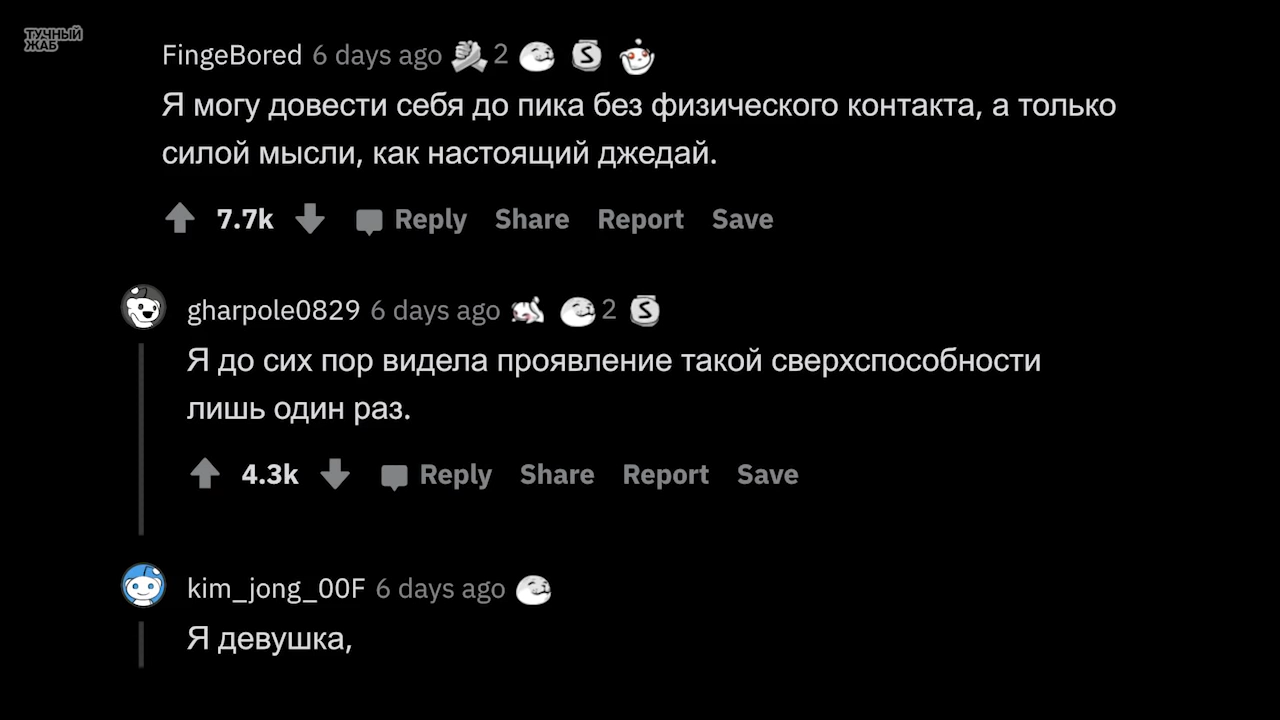 ТУЧНЫЙ
ЖАБ
FingeBored 6 days ago 2
Я могу довести себя до пика без физического контакта, а только
силой мысли, как настоящий джедай.
7.7k Reply Share Report Save
gharpole0829 6 days ago 2
Я до сих пор видела проявление такой сверхспособности
лишь один раз.
4.3k Reply Share Report Save
kim_jong_00F 6 days ago
Я девушка,